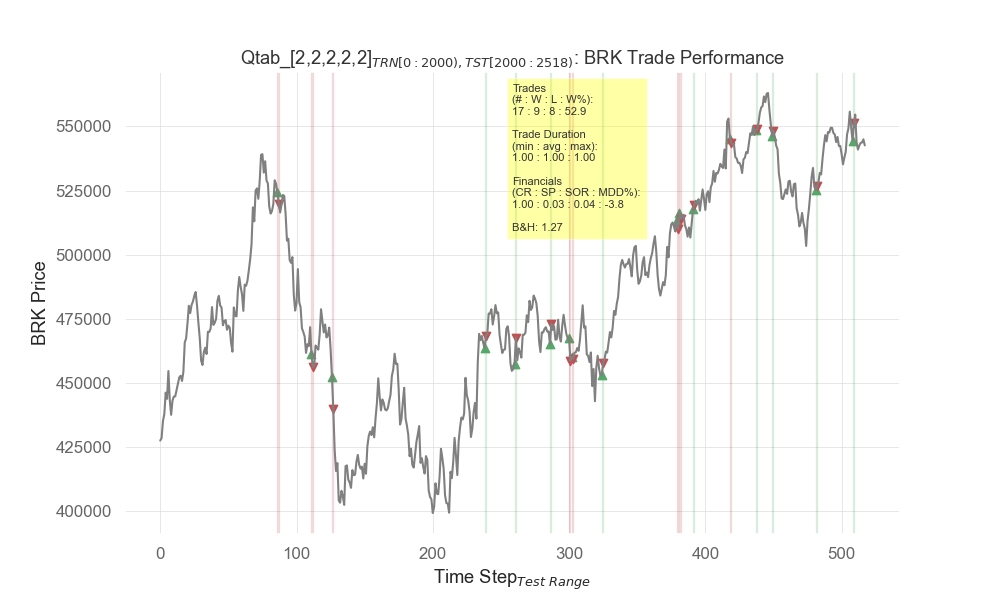 Qtab_[2,2,2,2,2]TRN[0 : 2000), TST[2000 : 2518): BRK Trade Performance
Trades
(# : W : L : W%):
17 : 9 : 8 : 52.9
Trade Duration
(min : avg : max):
1.00 : 1.00 : 1.00
Financials
(CR : SP : SOR : MDD%):
1.00 : 0.03 : 0.04 : -3.8
B&H: 1.27
BRK Price
550000
525000
500000
475000
450000
425000
400000
0 100 200 300 400 500
Time StepTest Range